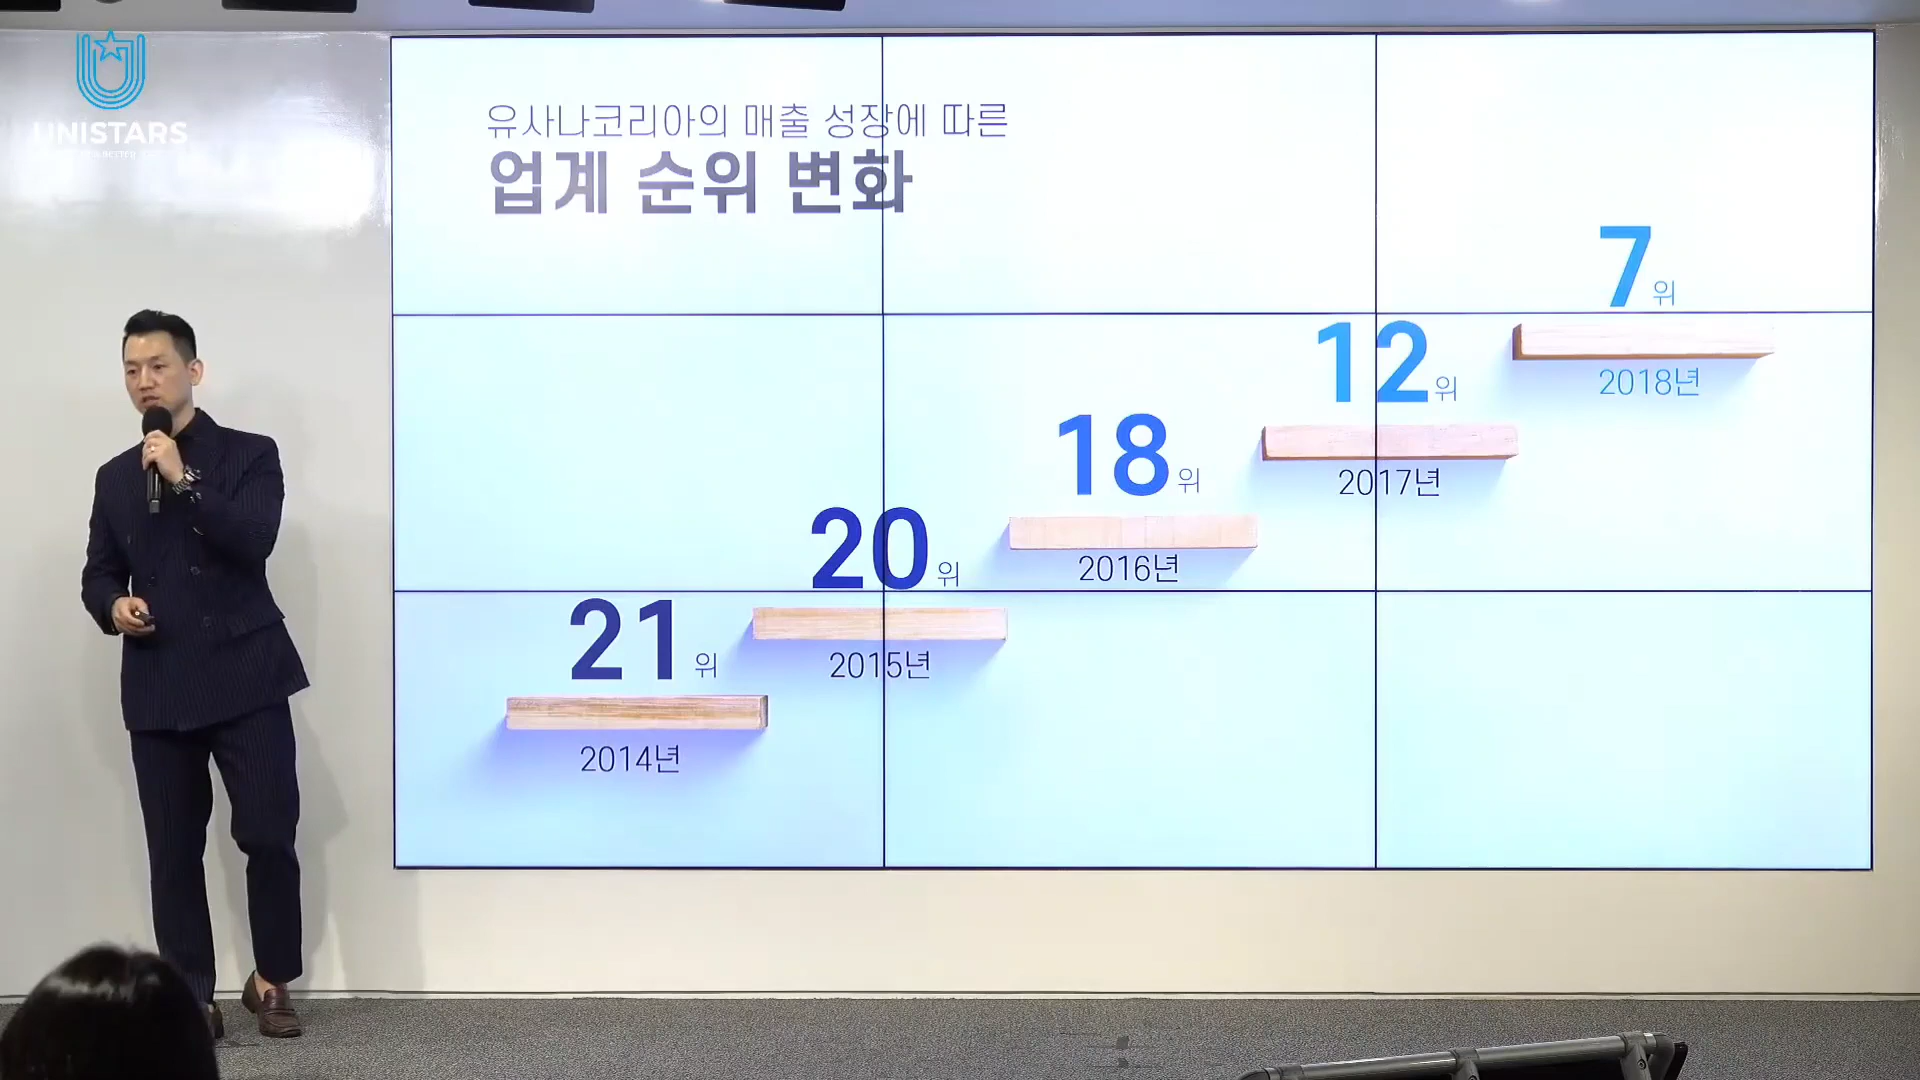 UNISTARS
유사나코리아의 매출 성장에 따른
업계 순위 변화
21위
2014년
20위
2015년
18위
2016년
12위
2017년
7위
2018년